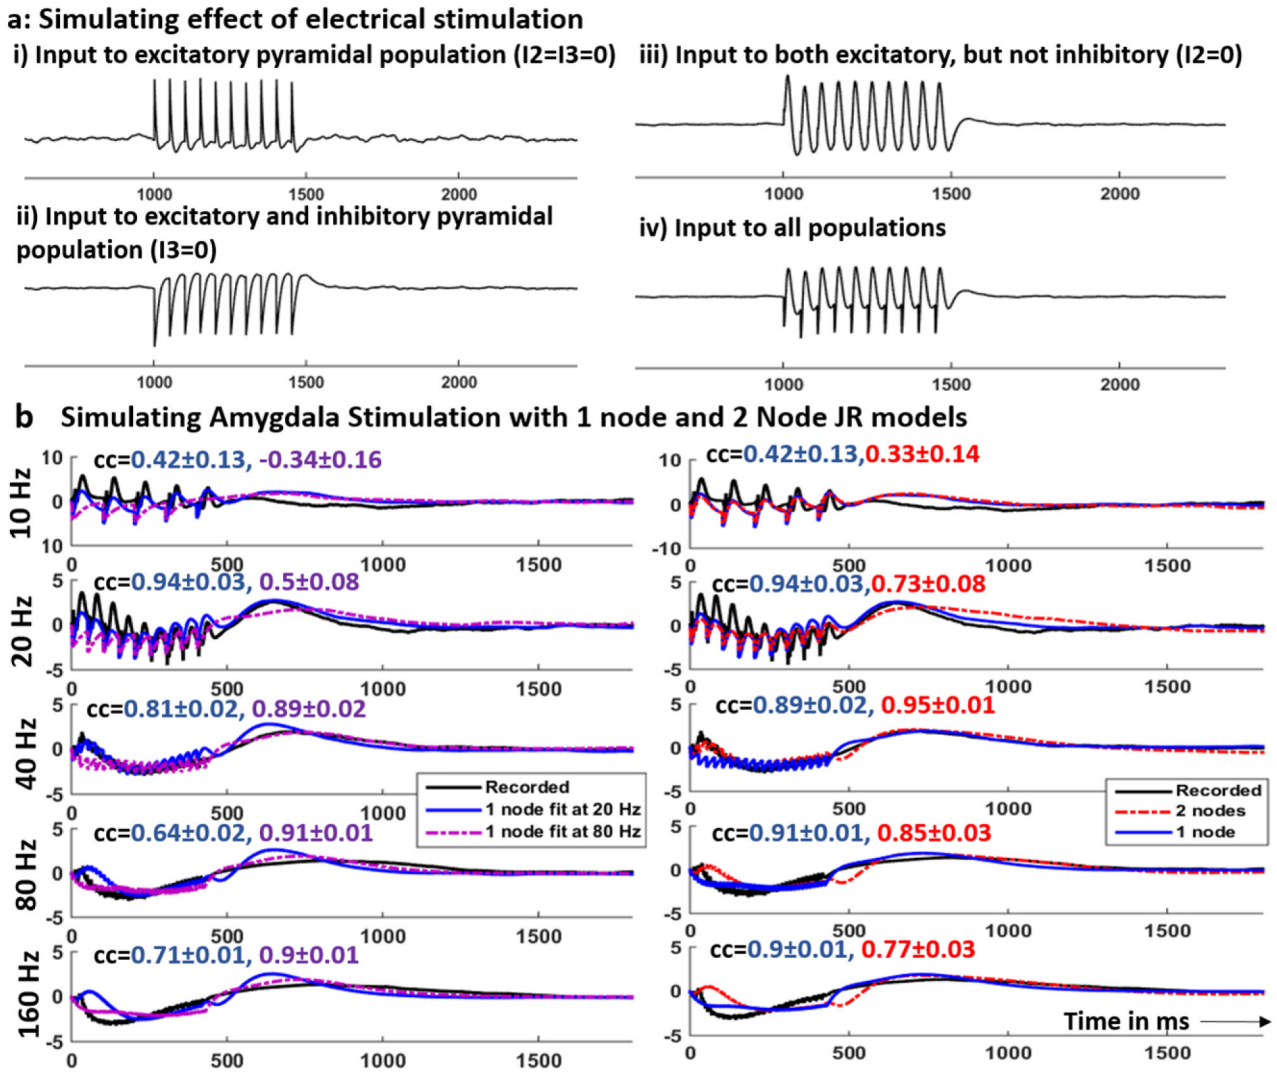 a: Simulating effect of electrical stimulation
i) Input to excitatory pyramidal population (I2=I3=0)
1000 1500 2000
ii) Input to excitatory and inhibitory pyramidal
population (I3=0)
1000 1500 2000
iii) Input to both excitatory, but not inhibitory (I2=0)
1000 1500 2000
iv) Input to all populations
1000 1500 2000
b Simulating Amygdala Stimulation with 1 node and 2 Node JR models
10 Hz
10
0
10
cc=0.42±0.13, -0.34±0.16
0 500 1000 1500
10
0
-10
cc=0.42±0.13,0.33±0.14
0 500 1000 1500
20 Hz
5
0
-5
cc=0.94±0.03, 0.5±0.08
0 500 1000 1500
5
0
-5
cc=0.94±0.03,0.73±0.08
0 500 1000 1500
40 Hz
5
0
-5
cc=0.81±0.02, 0.89±0.02
0 500 1000 1500
Recorded
1 node fit at 20 Hz
1 node fit at 80 Hz
5
0
-5
cc=0.89±0.02, 0.95±0.01
0 500 1000 1500
Recorded
2 nodes
1 node
80 Hz
5
0
-5
cc=0.64±0.02, 0.91±0.01
0 500 1000 1500
5
0
-5
cc=0.91±0.01, 0.85±0.03
0 500 1000 1500
160 Hz
5
0
-5
cc=0.71±0.01, 0.9±0.01
0 500 1000 1500
5
0
-5
cc=0.9±0.01, 0.77±0.03
Time in ms
0 500 1000 1500